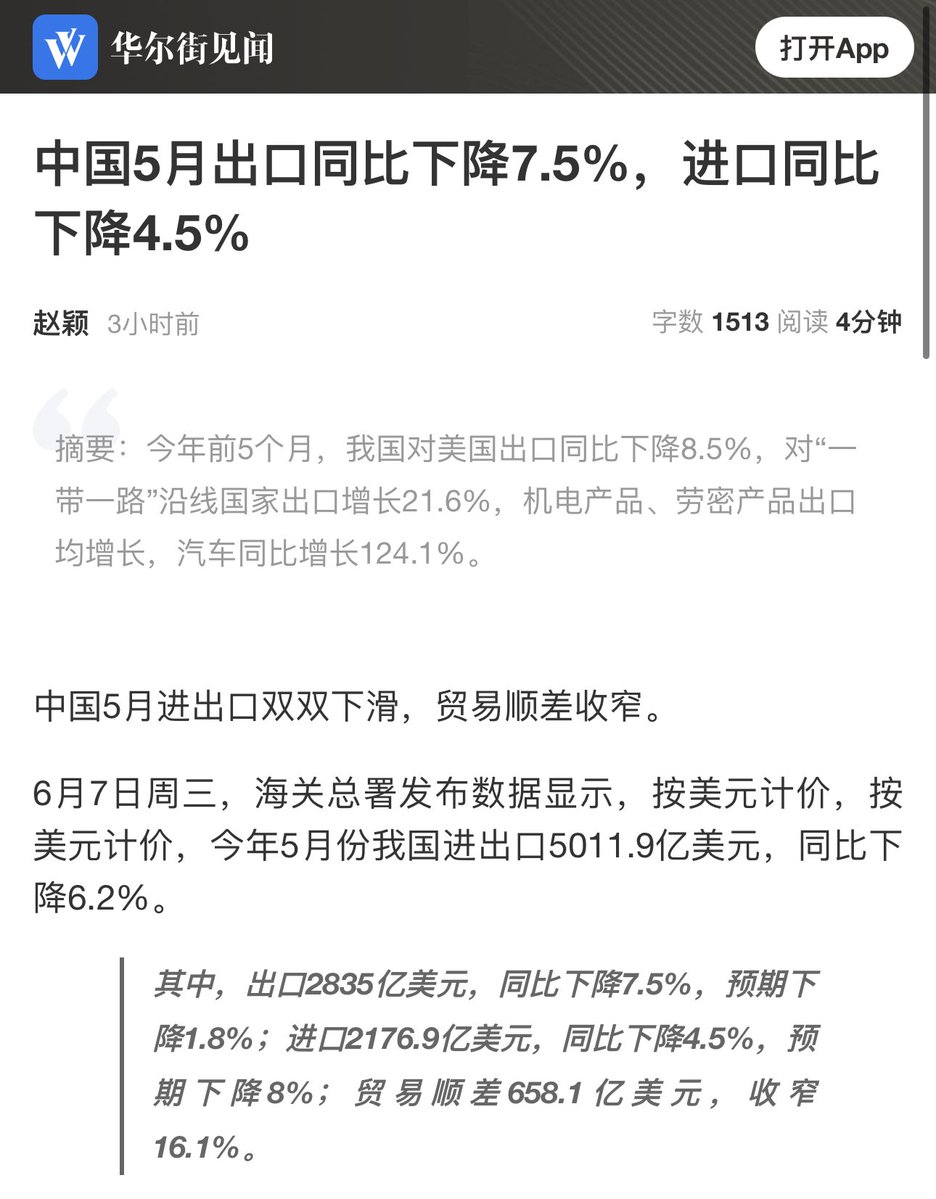 华尔街见闻
打开App
中国5月出口同比下降7.5%，进口同比
下降4.5%
赵颖 3小时前 字数 1513 阅读 4分钟
摘要：今年前5个月，我国对美国出口同比下降8.5%，对“一
带一路”沿线国家出口增长21.6%，机电产品、劳密产品出口
均增长，汽车同比增长124.1%。
中国5月进出口双双下滑，贸易顺差收窄。
6月7日周三，海关总署发布数据显示，按美元计价，按
美元计价，今年5月份我国进出口5011.9亿美元，同比下
降6.2%。
其中，出口2835亿美元，同比下降7.5%，预期下
降1.8%；进口2176.9亿美元，同比下降4.5%，预
期下降8%；贸易顺差658.1亿美元，收窄
16.1%。